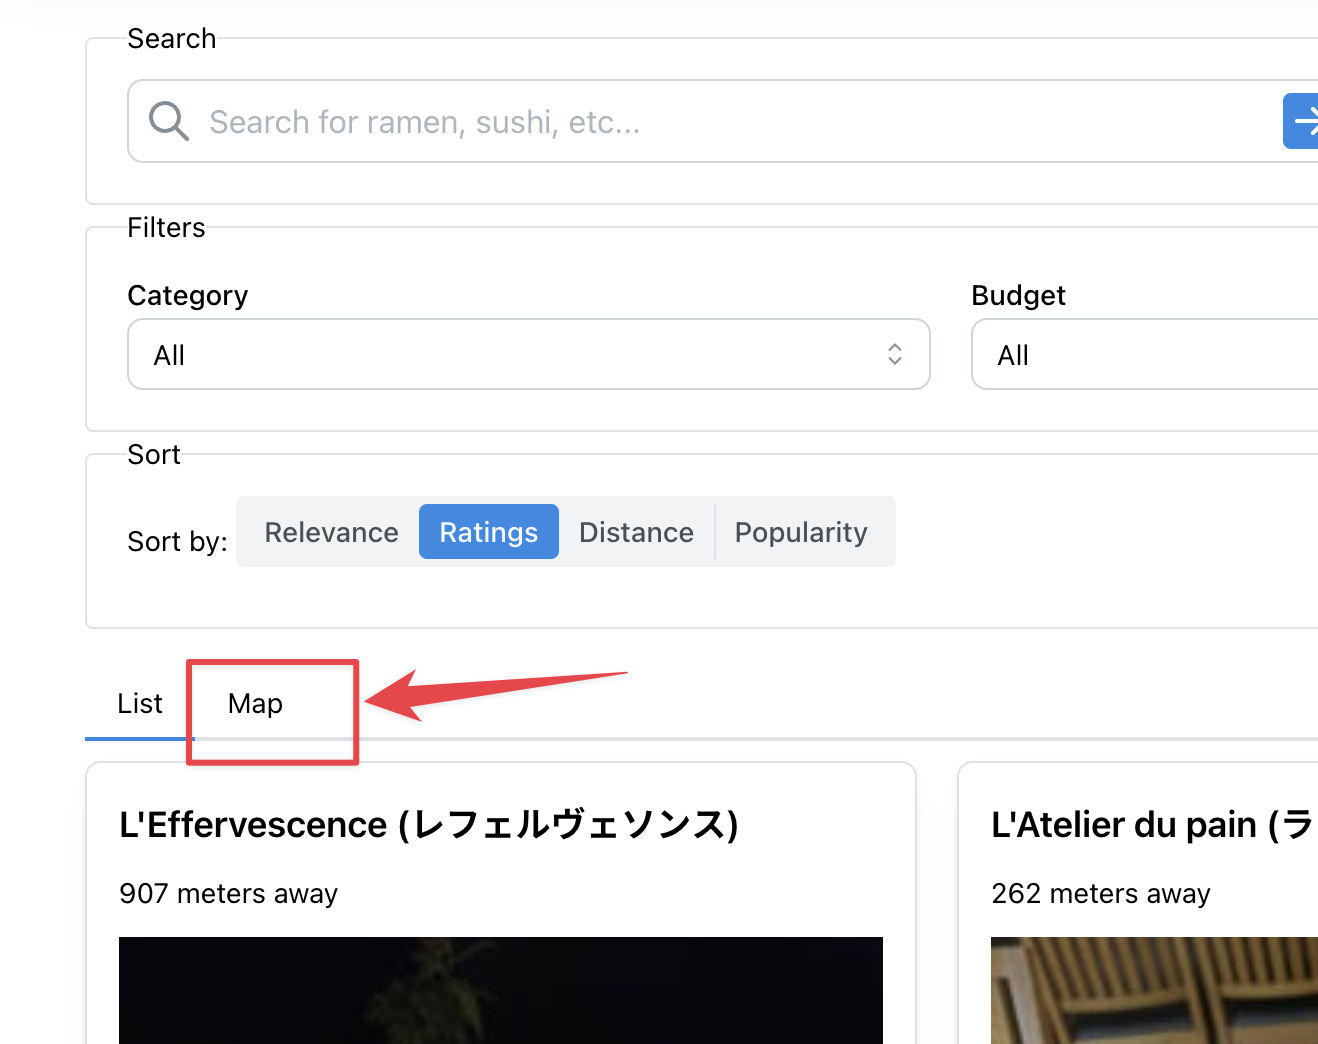 Search
Search for ramen, sushi, etc...
Filters
Category
Budget
All
All
Sort
Sort by:
Relevance
Ratings
Distance
Popularity
List
Map
L'Effervescence (レフェルヴェソンス)
L'Atelier du pain (ラ
907 meters away
262 meters away